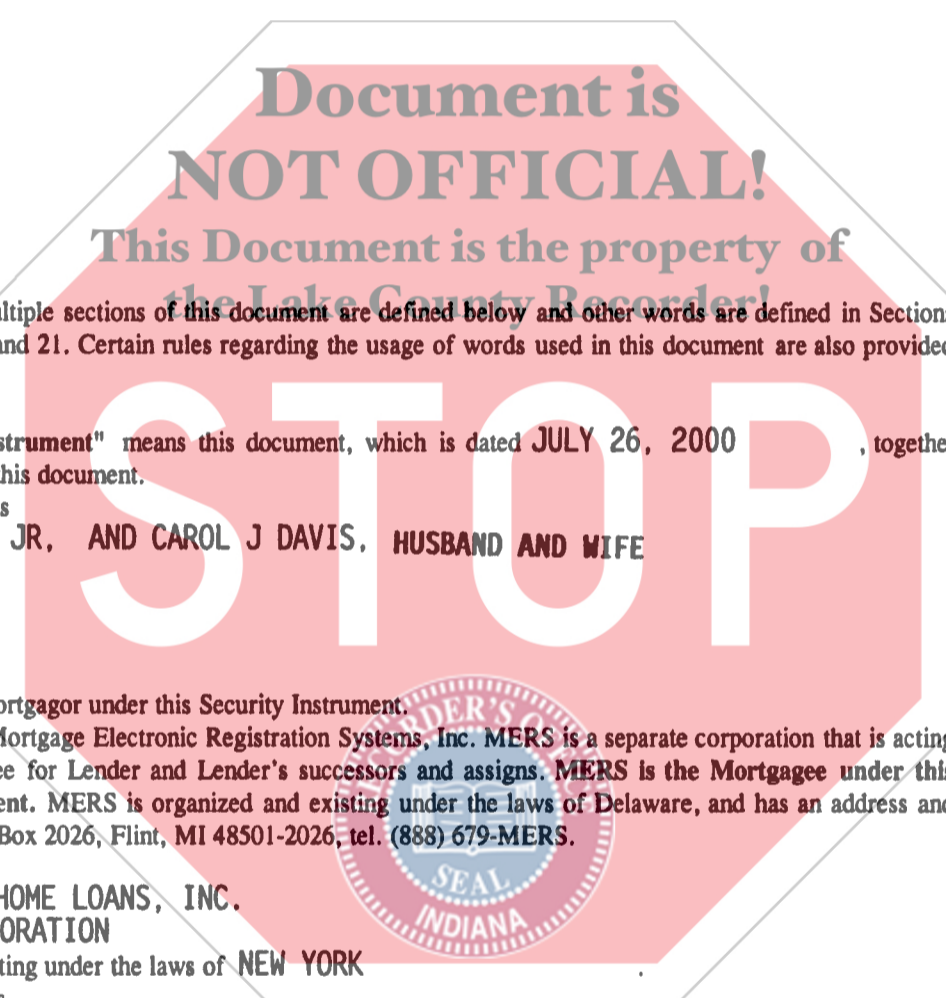 Document is
NOT OFFICIAL!
This Document is the property of
the Lake County Recorder!
ltiple sections of this document are defined below and other words are defined in Section
and 21. Certain rules regarding the usage of words used in this document are also provided
strument" means this document, which is dated JULY 26, 2000 , togethe
his document.
s
JR, AND CAROL J DAVIS, HUSBAND AND WIFE
STOP
ortgagor under this Security Instrument.
Mortgage Electronic Registration Systems, Inc. MERS is a separate corporation that is acting
ee for Lender and Lender's successors and assigns. MERS is the Mortgagee under this
ent. MERS is organized and existing under the laws of Delaware, and has an address and
Box 2026, Flint, MI 48501-2026, tel. (888) 679-MERS.
RECORDER'S OF
SEAL
INDIANA
HOME LOANS, INC.
ORATION
ting under the laws of NEW YORK .